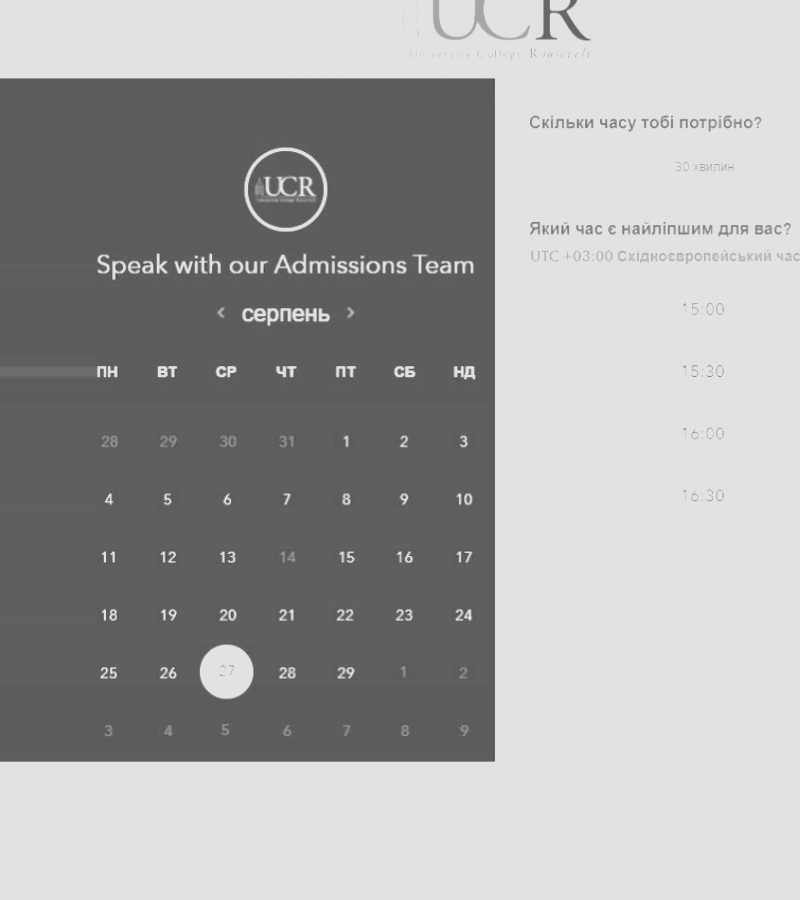 UCR
University College Roosevelt
UCR
Speak with our Admissions Team
‹ серпень ›
ПН ВТ СР ЧТ ПТ СБ НД
28 29 30 31 1 2 3
4 5 6 7 8 9 10
11 12 13 14 15 16 17
18 19 20 21 22 23 24
25 26 27 28 29 1 2
3 4 5 6 7 8 9
Скільки часу тобі потрібно?
30 хвилин
Який час є найліпшим для вас?
UTC +03:00 Східноєвропейський час
15:00
15:30
16:00
16:30